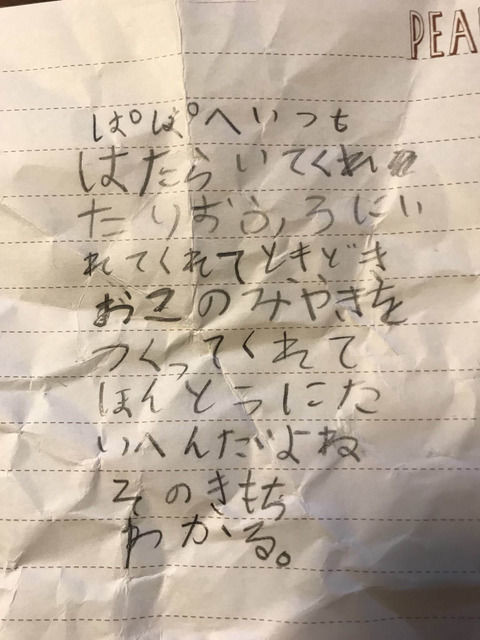 PEA
ぱぱへいつも
はたらいてくれ
たりおふろにい
れてくれてときどき
おこのみやきを
つくってくれて
ほんとうにた
いへんだよね
そのきもち
わかる。